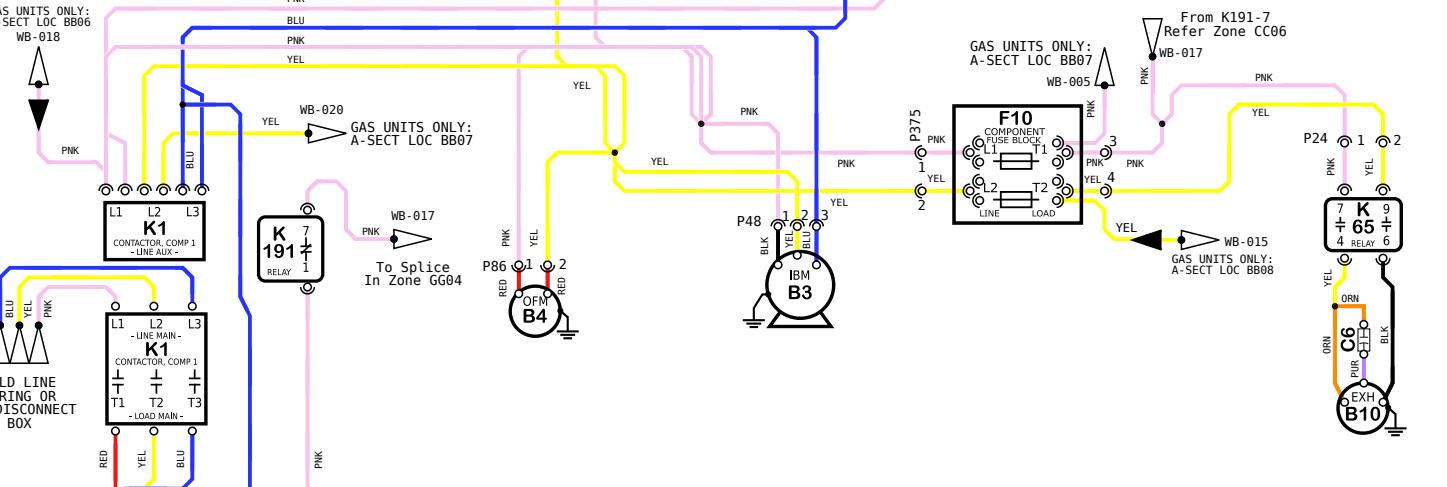 BLU
PNK
YEL
AS UNITS ONLY:
-SECT LOC BB06
WB-018
PNK
WB-020
YEL
GAS UNITS ONLY:
A-SECT LOC BB07
BLU
L1 L2 L3
K1
CONTACTOR, COMP 1
- LINE AUX -
K
191
7
1
RELAY
WB-017
PNK
To Splice
In Zone GG04
PNK
BLU
YEL
PNK
LD LINE
RING OR
DISCONNECT
BOX
L1 L2 L3
- LINE MAIN -
K1
CONTACTOR, COMP 1
T1 T2 T3
- LOAD MAIN -
RED
YEL
BLU
YEL
PNK
YEL
P86 1 2
RED
RED
OFM
B4
PNK
YEL
PNK
P48 1 2 3
BLK
YEL
BLU
IBM
B3
P375
1
2
PNK
YEL
GAS UNITS ONLY:
A-SECT LOC BB07
WB-005
PNK
F10
COMPONENT
FUSE BLOCK
L1 T1
L2 T2
LINE LOAD
From K191-7
Refer Zone CC06
WB-017
PNK
3
PNK PNK
YEL 4
YEL
WB-015
GAS UNITS ONLY:
A-SECT LOC BB08
PNK
YEL
P24 1 2
PNK
YEL
K
65
7 9
4 6
RELAY
YEL
ORN
ORN
C6
PUR
BLK
EXH
B10